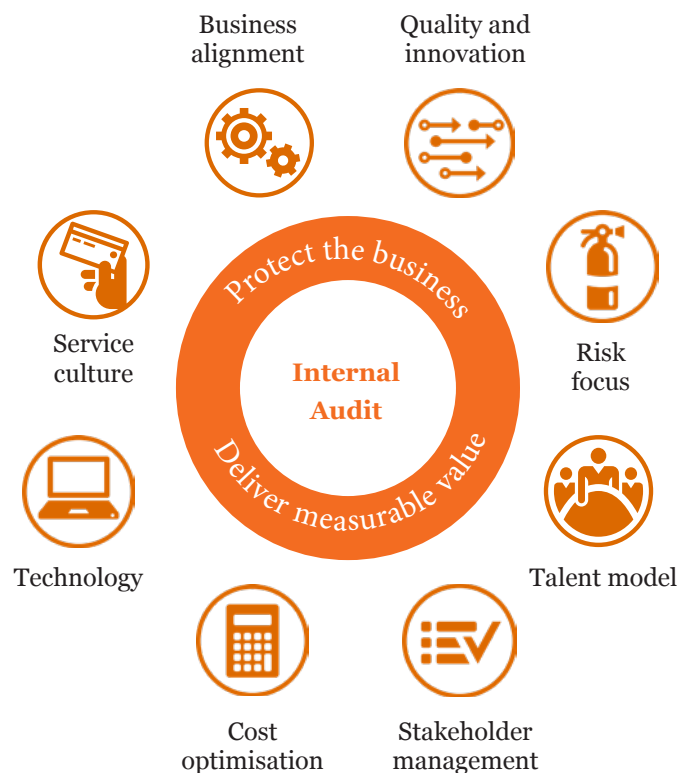 Business
alignment
Quality and
innovation
Protect the business
Service
culture
Internal
Audit
Risk
focus
Deliver measurable value
Technology
Talent model
Cost
optimisation
Stakeholder
management